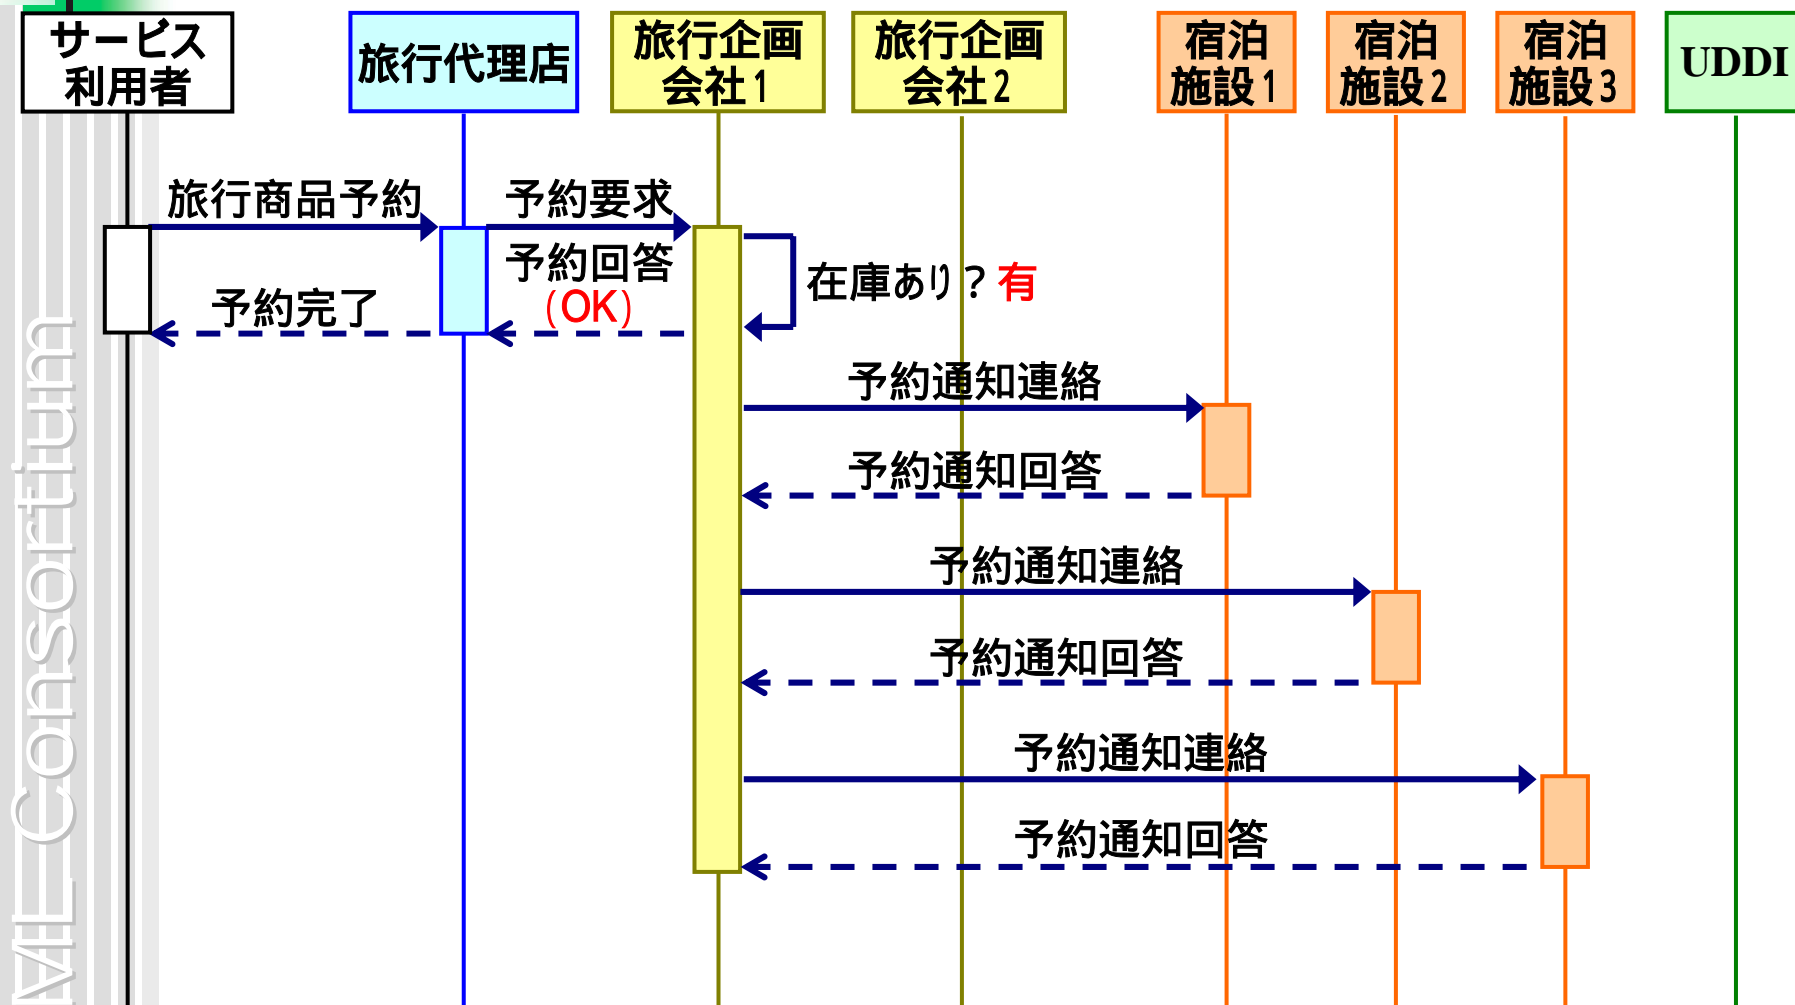 サービス
利用者
旅行代理店
旅行企画
会社1
旅行企画
会社2
宿泊
施設1
宿泊
施設2
宿泊
施設3
UDDI
旅行商品予約
予約要求
予約回答
(OK)
在庫あり?有
予約完了
予約通知連絡
予約通知回答
予約通知連絡
予約通知回答
予約通知連絡
予約通知回答
ML Consortium